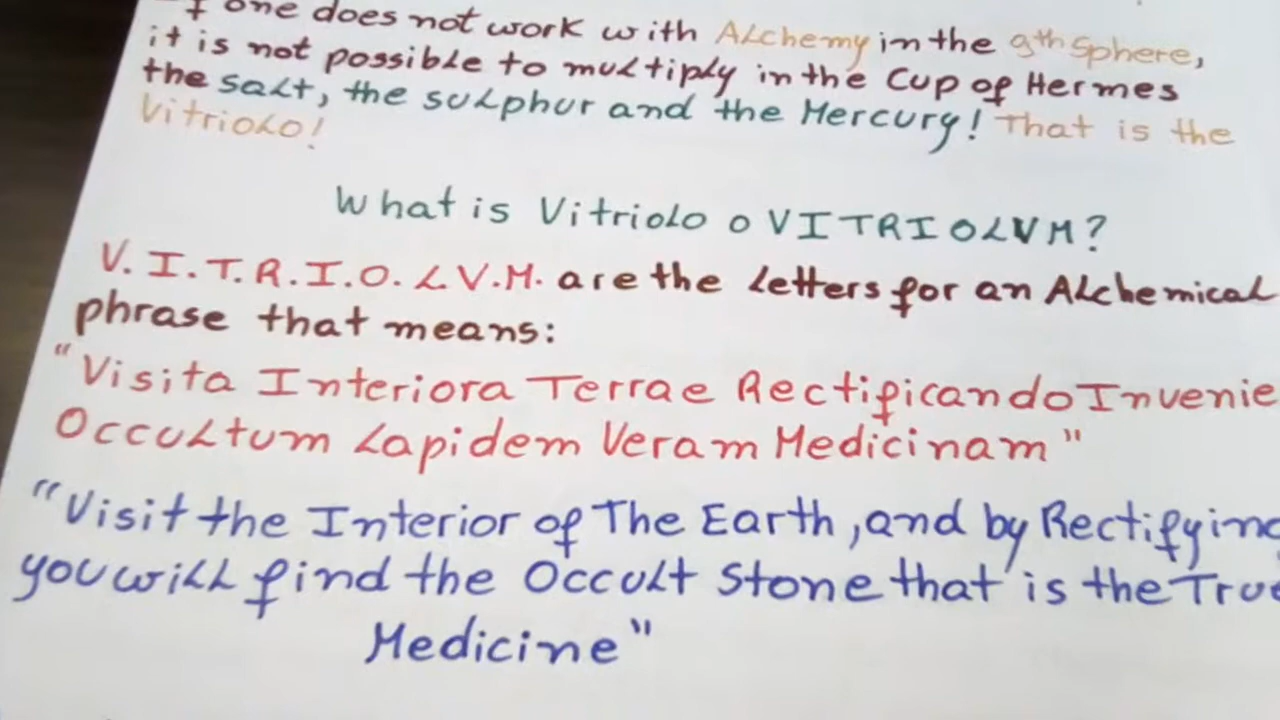 If one does not work with Alchemy in the 9th Sphere,
it is not possible to multiply in the Cup of Hermes
the salt, the sulphur and the Mercury! That is the
Vitriolo!
What is Vitriolo o VITRIOLVM?
V. I. T. R. I. O. L V. M. are the letters for an Alchemical
phrase that means:
"Visita Interiora Terrae Rectificando Invenie
Occultum Lapidem Veram Medicinam"
"Visit the Interior of The Earth, and by Rectifying
you will find the Occult Stone that is the True
Medicine"